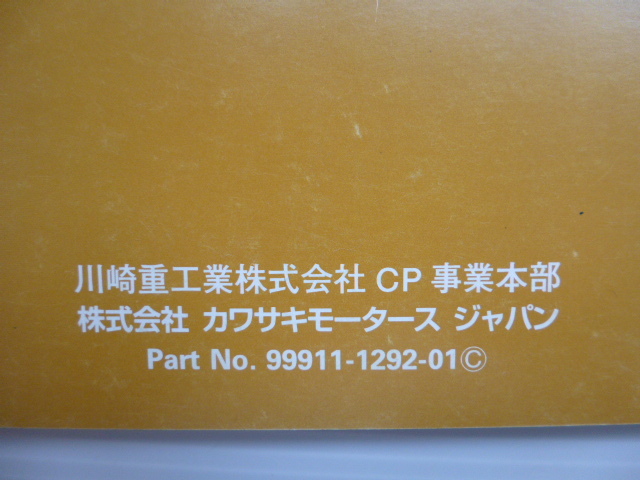 川崎重工業株式会社 CP 事業本部
株式会社 カワサキモータース ジャパン
Part No. 99911-1292-01Ⓒ